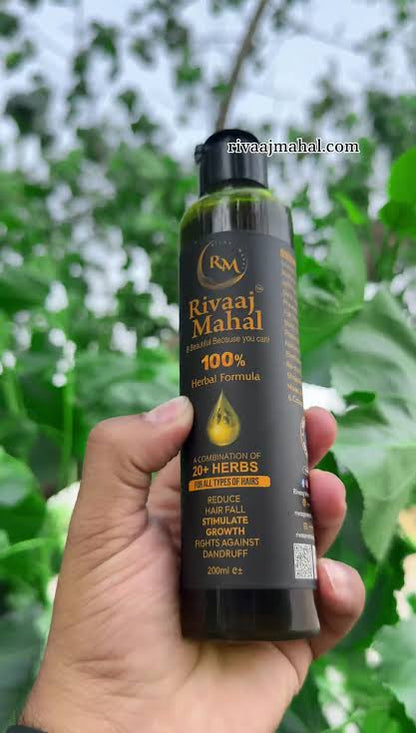 rivaajmahal.com
RM
Rivaaj
Mahal
B Beautiful Because you can!
100%
Herbal Formula
A COMBINATION OF
20+ HERBS
FOR ALL TYPES OF HAIRS
REDUCE
HAIR FALL
STIMULATE
GROWTH
FIGHTS AGAINST
DANDRUFF
200ml e±